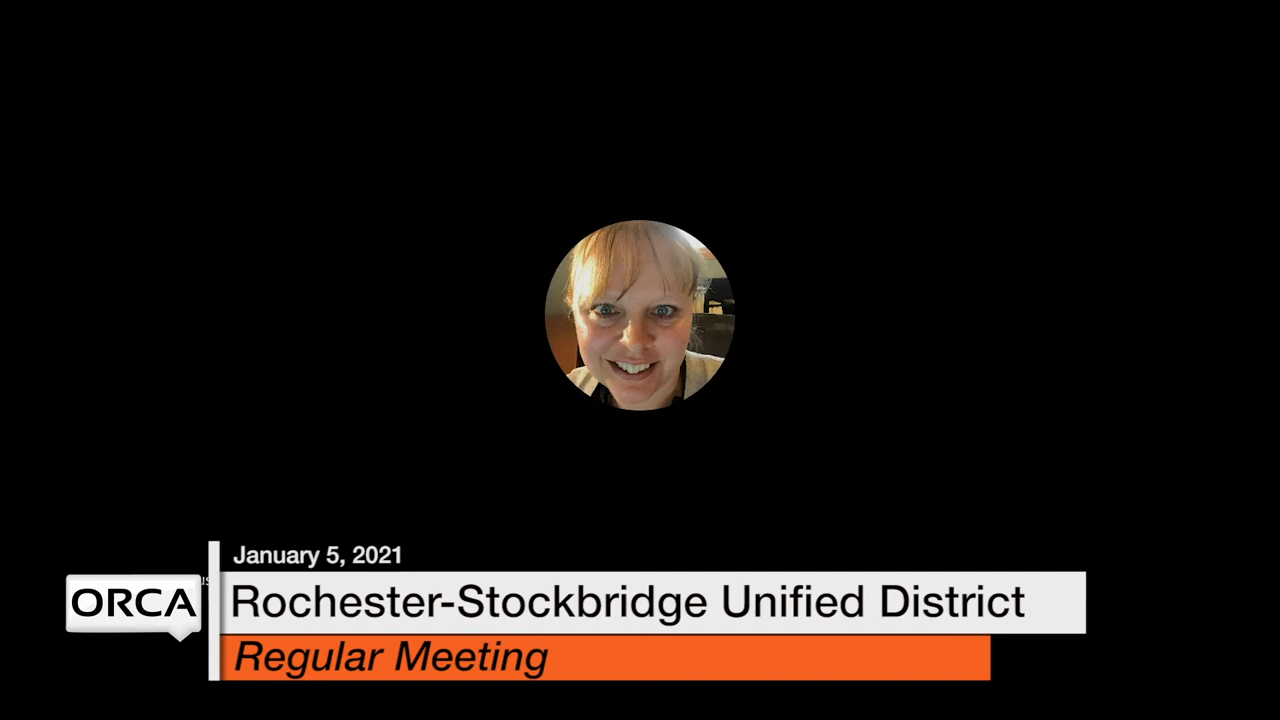 January 5, 2021
ORCA
Rochester-Stockbridge Unified District
Regular Meeting